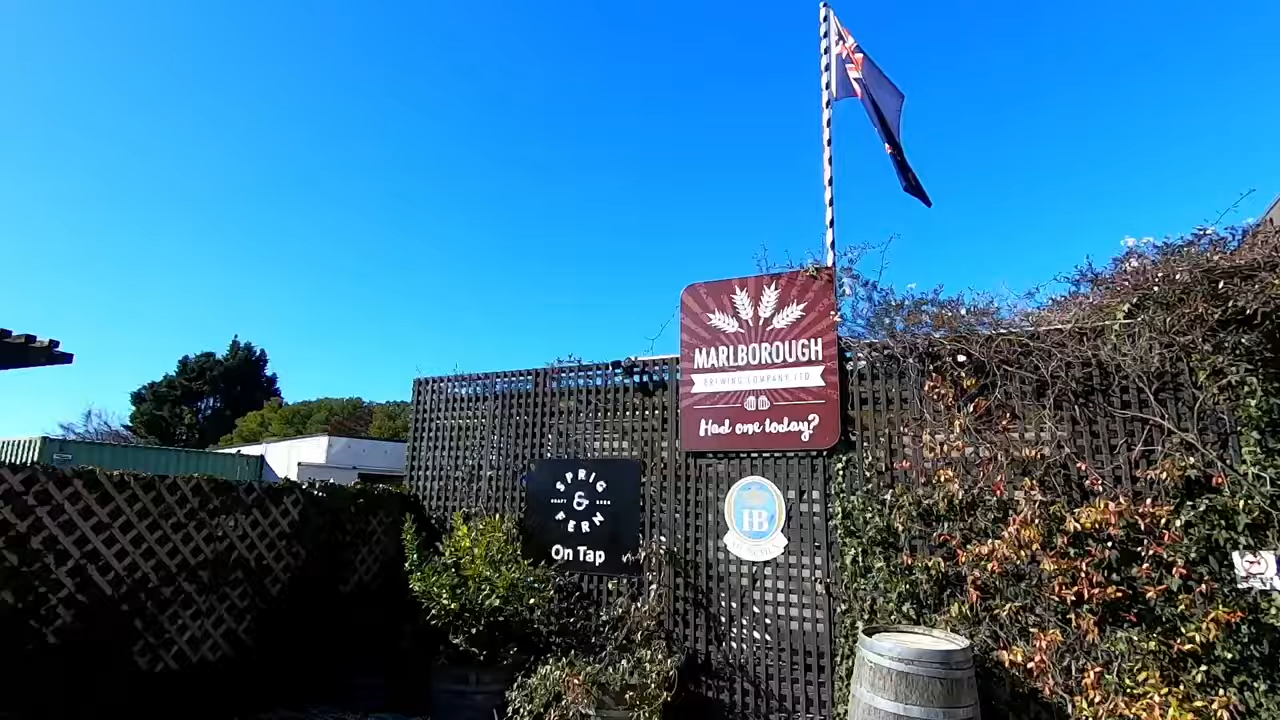 MARLBOROUGH
BREWING COMPANY LTD
Had one today?
SPRIG
&
CRAFT BEER
FERN
On Tap
HB